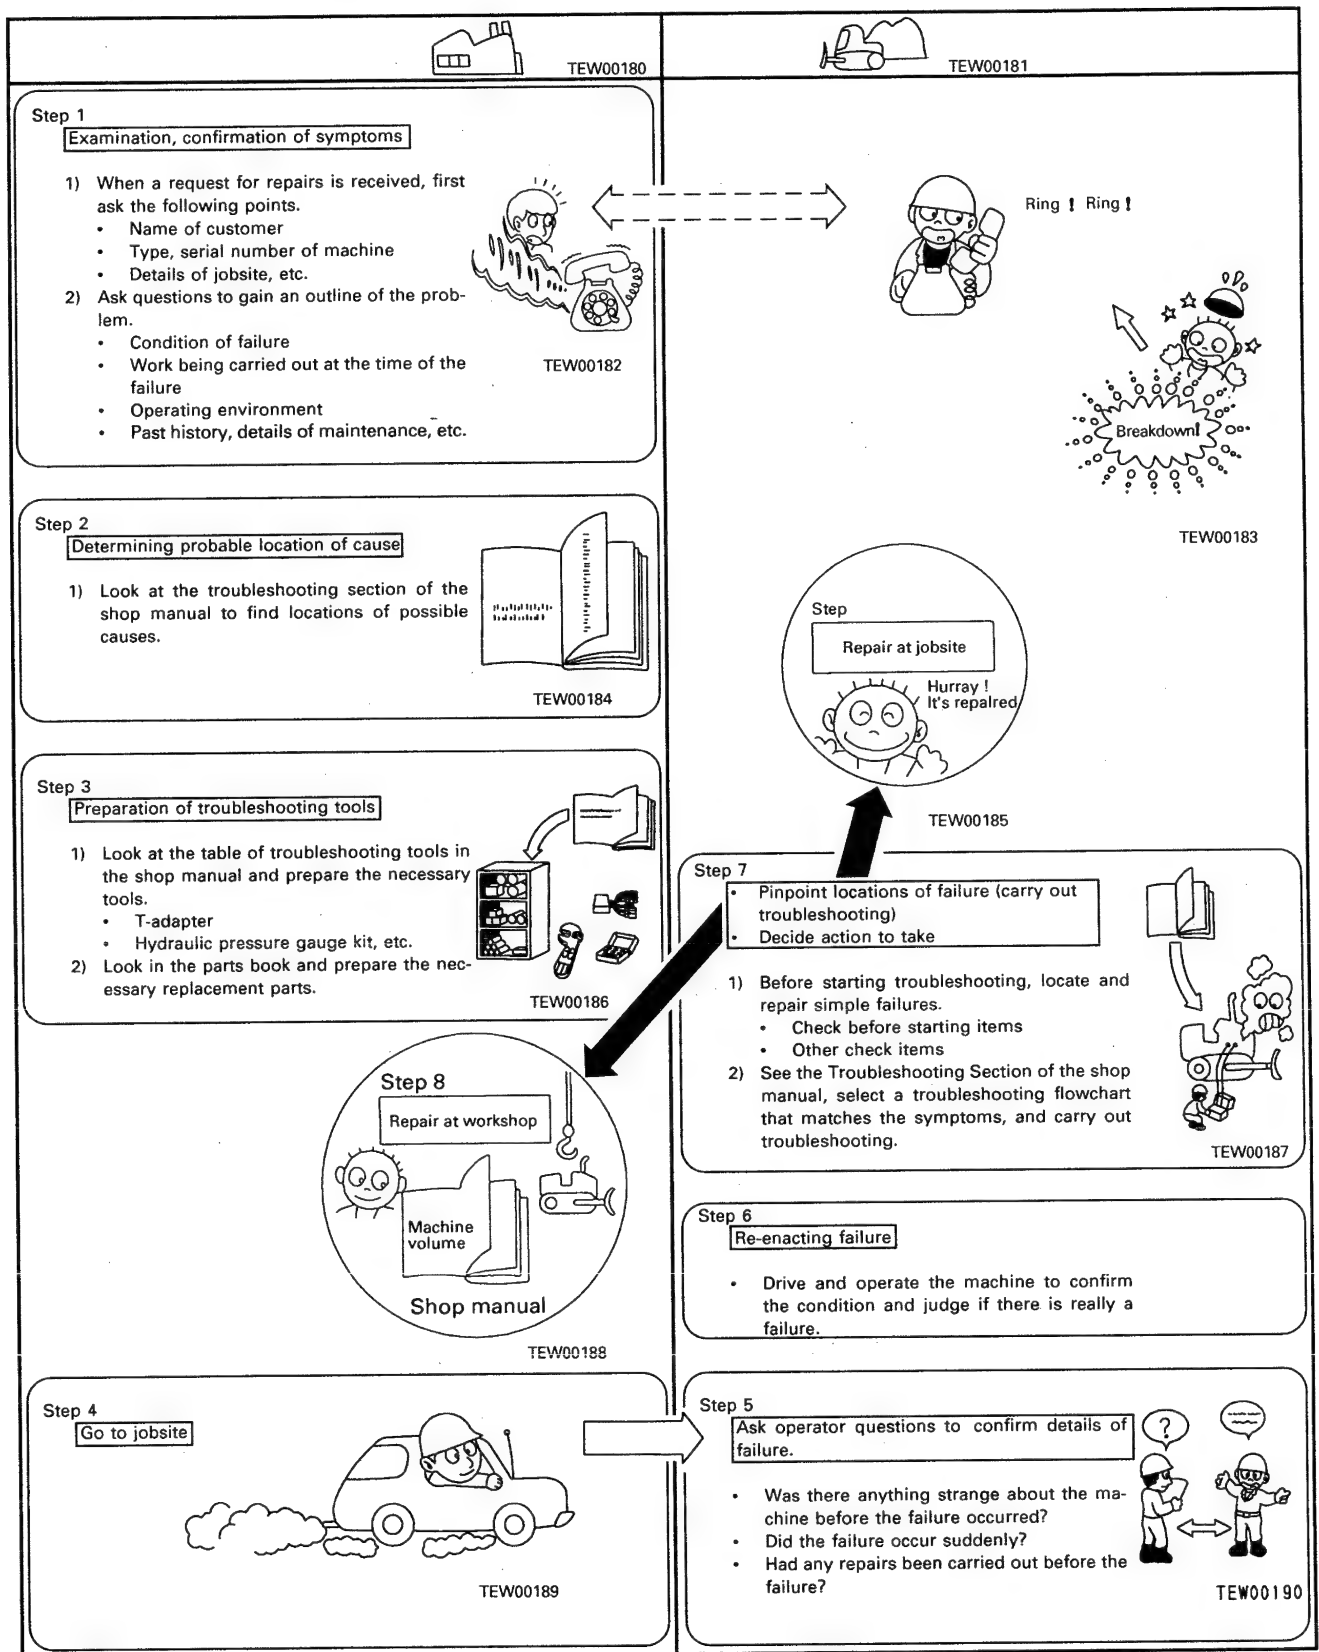 TEW00180
TEW00181
Step 1
Examination, confirmation of symptoms
1) When a request for repairs is received, first
ask the following points.
• Name of customer
• Type, serial number of machine
• Details of jobsite, etc.
2) Ask questions to gain an outline of the prob-
lem.
• Condition of failure
• Work being carried out at the time of the
failure
• Operating environment
• Past history, details of maintenance, etc.
TEW00182
Ring ! Ring !
Breakdown!
TEW00183
Step 2
Determining probable location of cause
1) Look at the troubleshooting section of the
shop manual to find locations of possible
causes.
TEW00184
Step
Repair at jobsite
Hurray !
It's repaired
TEW00185
Step 3
Preparation of troubleshooting tools
1) Look at the table of troubleshooting tools in
the shop manual and prepare the necessary
tools.
• T-adapter
• Hydraulic pressure gauge kit, etc.
2) Look in the parts book and prepare the nec-
essary replacement parts.
TEW00186
Step 7
• Pinpoint locations of failure (carry out
troubleshooting)
• Decide action to take
1) Before starting troubleshooting, locate and
repair simple failures.
• Check before starting items
• Other check items
2) See the Troubleshooting Section of the shop
manual, select a troubleshooting flowchart
that matches the symptoms, and carry out
troubleshooting.
TEW00187
Step 8
Repair at workshop
Machine
volume
Shop manual
TEW00188
Step 6
Re-enacting failure
• Drive and operate the machine to confirm
the condition and judge if there is really a
failure.
Step 4
Go to jobsite
TEW00189
Step 5
Ask operator questions to confirm details of
failure.
• Was there anything strange about the ma-
chine before the failure occurred?
• Did the failure occur suddenly?
• Had any repairs been carried out before the
failure?
?
TEW00190